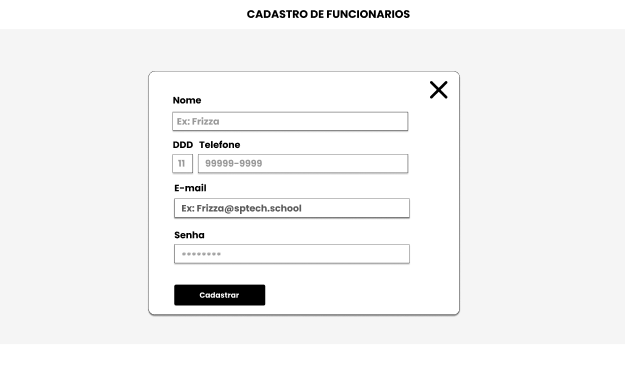 CADASTRO DE FUNCIONARIOS
Nome
Ex: Frizza
DDD Telefone
11 99999-9999
E-mail
Ex: Frizza@sptech.school
Senha
********
Cadastrar